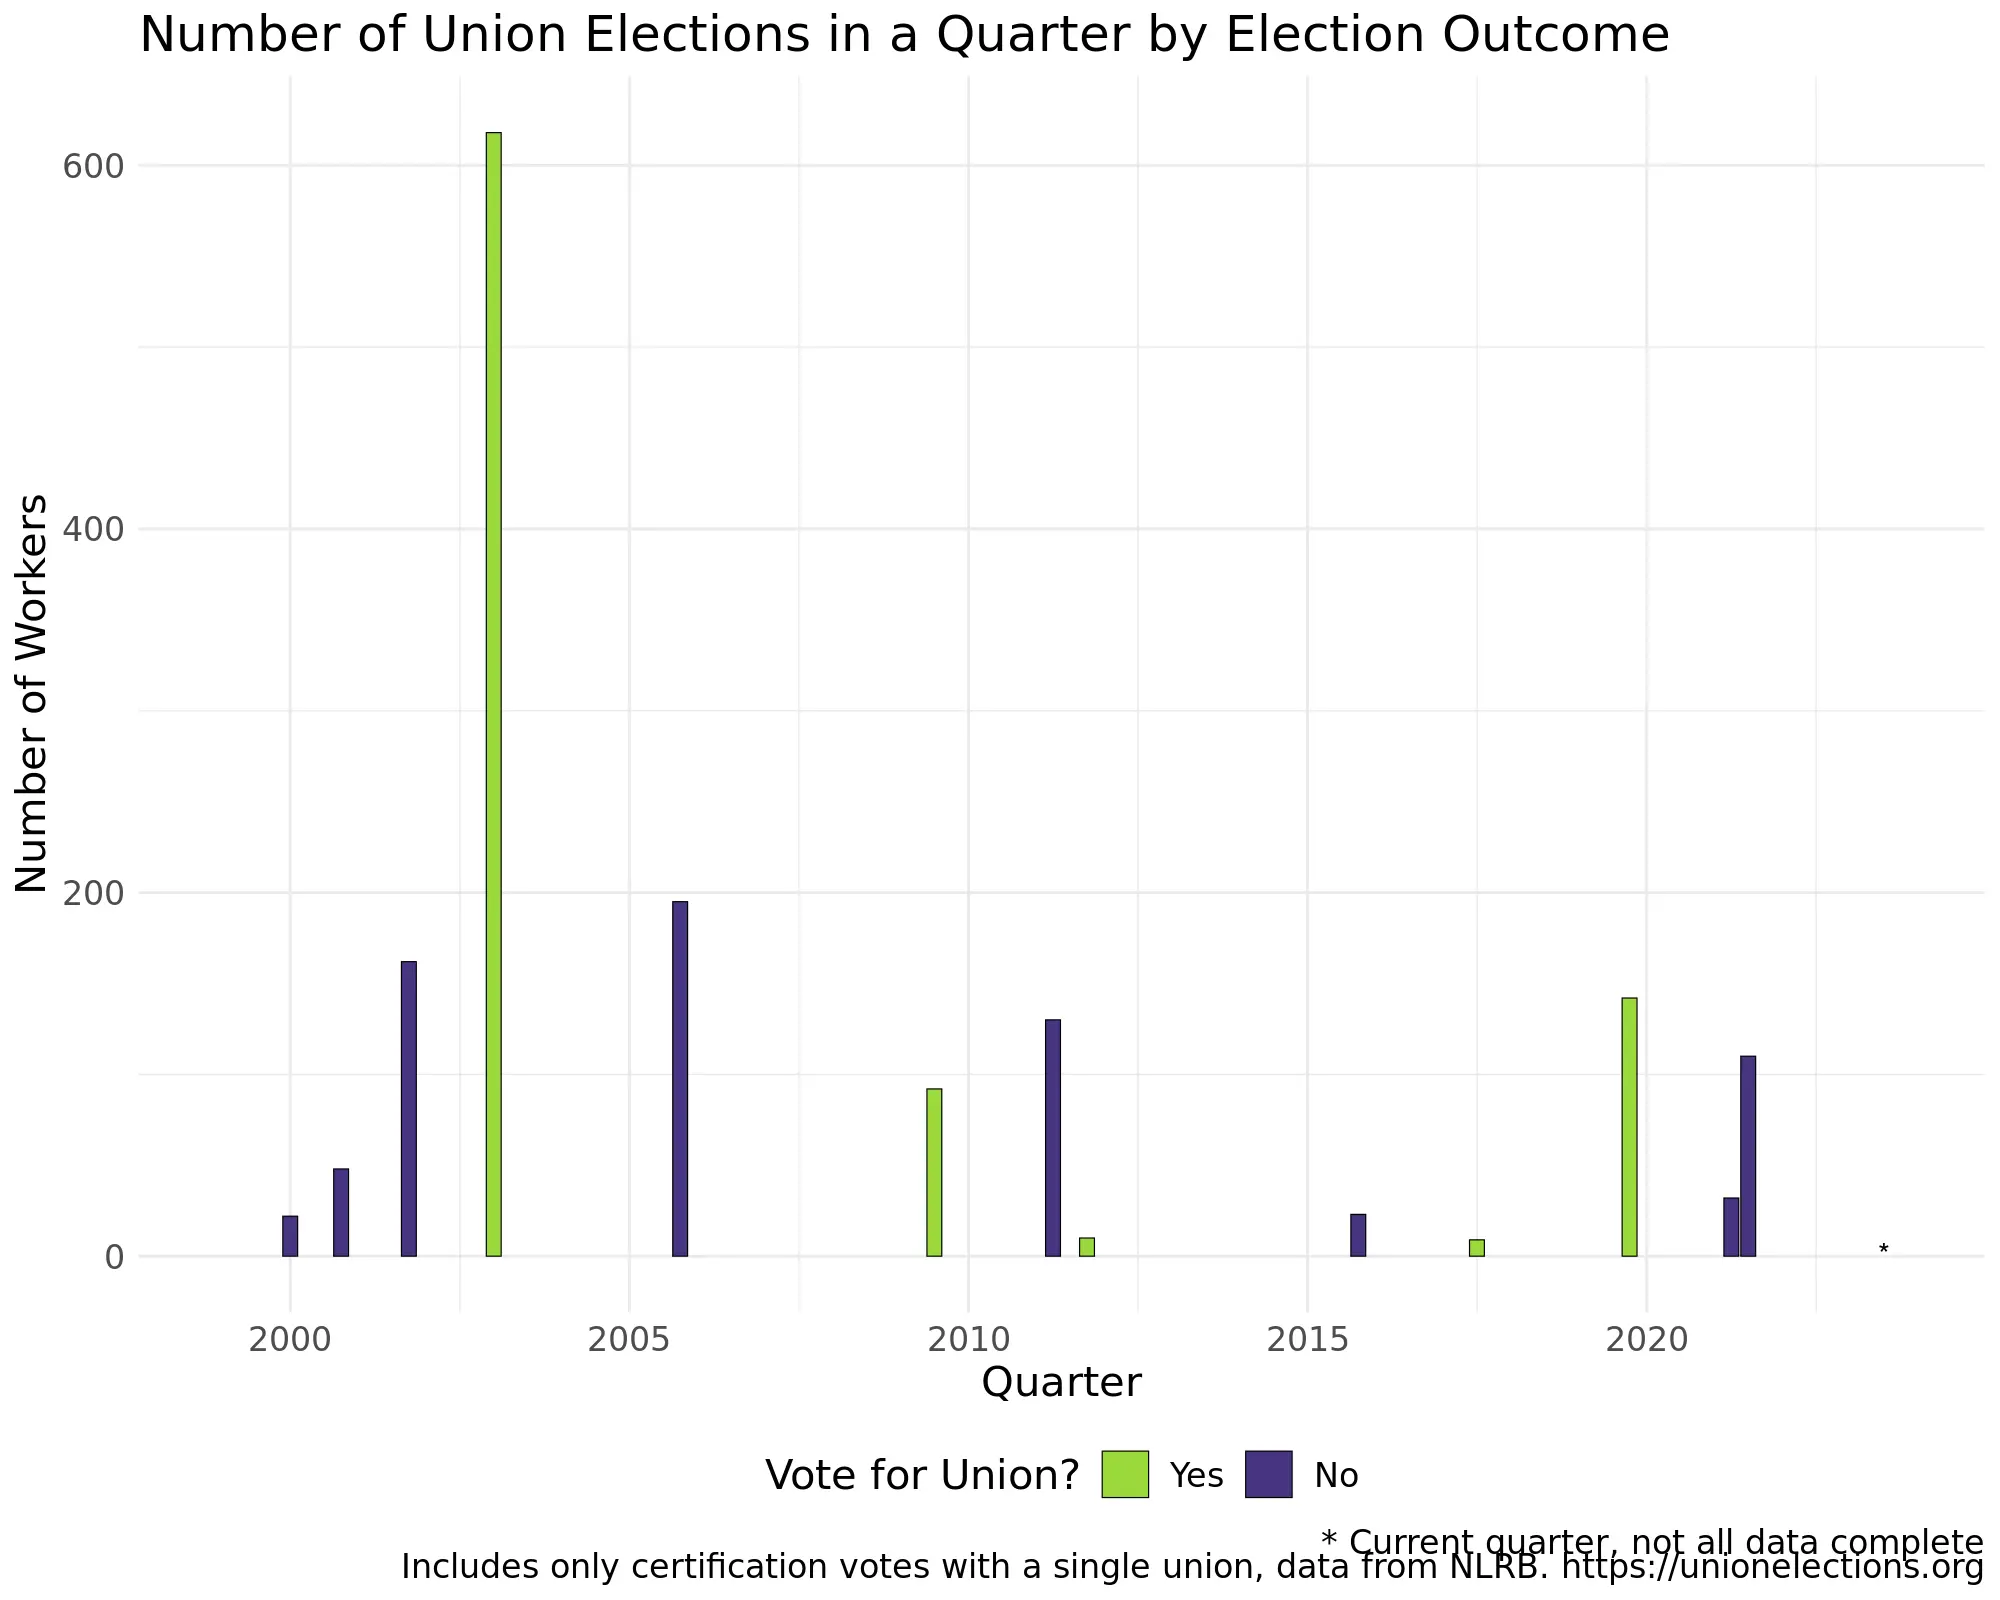 Number of Union Elections in a Quarter by Election Outcome
Number of Workers
600
400
200
0
*
2000 2005 2010 2015 2020
Quarter
Vote for Union? Yes No
* Current quarter, not all data complete
Includes only certification votes with a single union, data from NLRB. https://unionelections.org